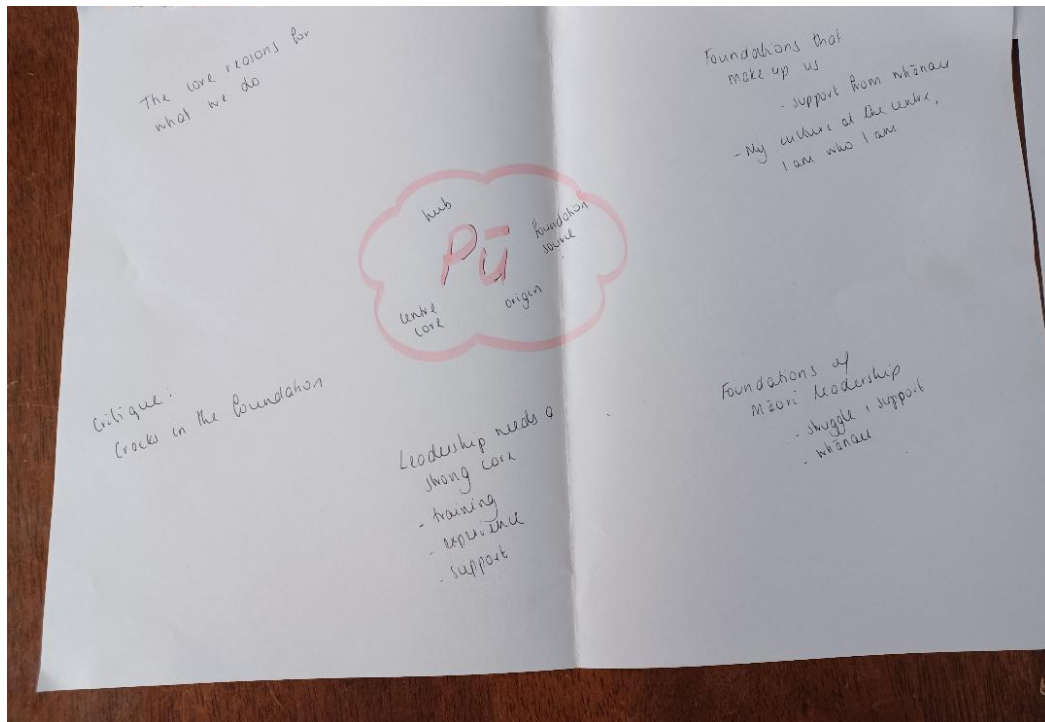 The core reasons for
what we do
Foundations that
make up us
- support from whānau
- My culture at the centre,
I am who I am
hub
Pū
foundation
source
centre
core
origin
Critique:
Cracks in the foundation
Leadership needs a
strong core
- training
- experience
- support
Foundations of
Māori leadership
- struggle, support
- whānau